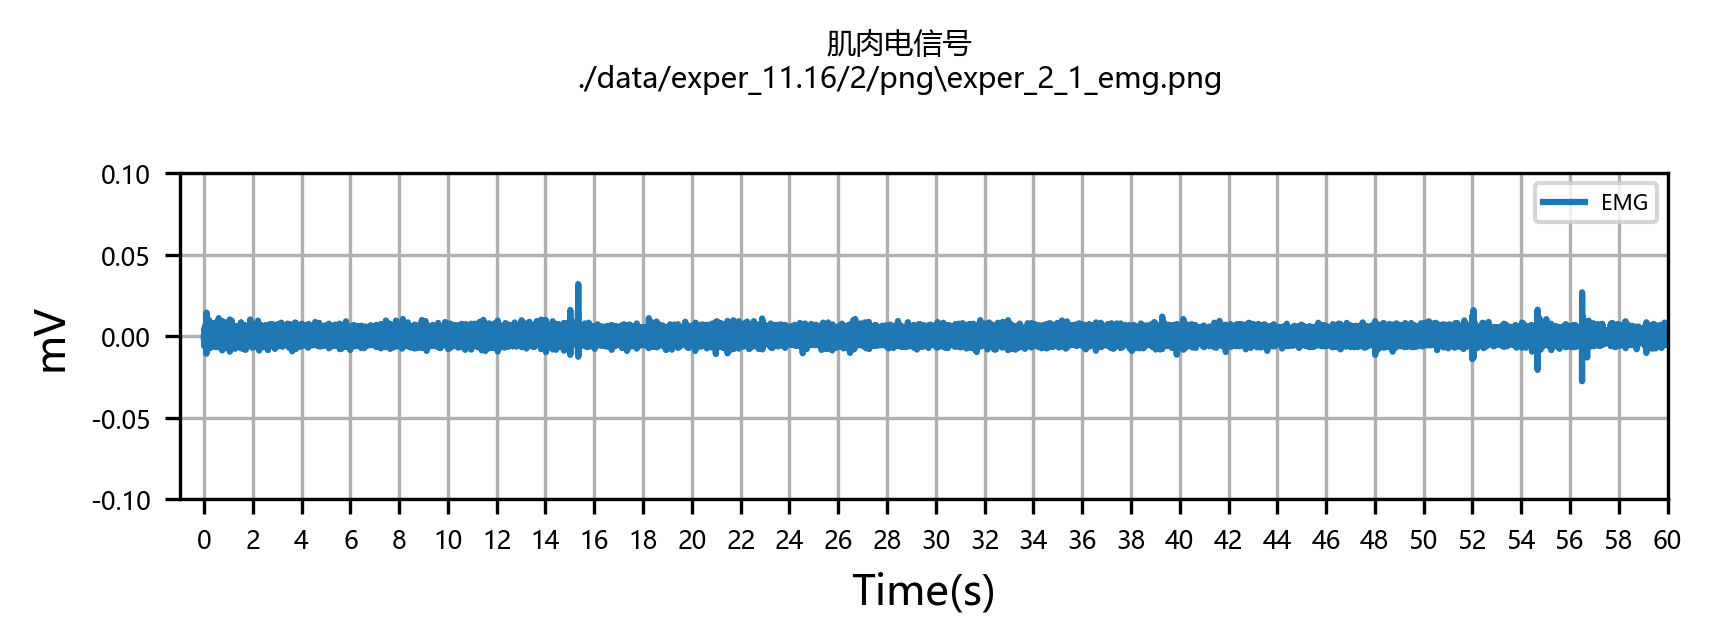 肌肉电信号
./data/exper_11.16/2/png\exper_2_1_emg.png
0.10
0.05
0.00
-0.05
-0.10
mV
EMG
0 2 4 6 8 10 12 14 16 18 20 22 24 26 28 30 32 34 36 38 40 42 44 46 48 50 52 54 56 58 60
Time(s)